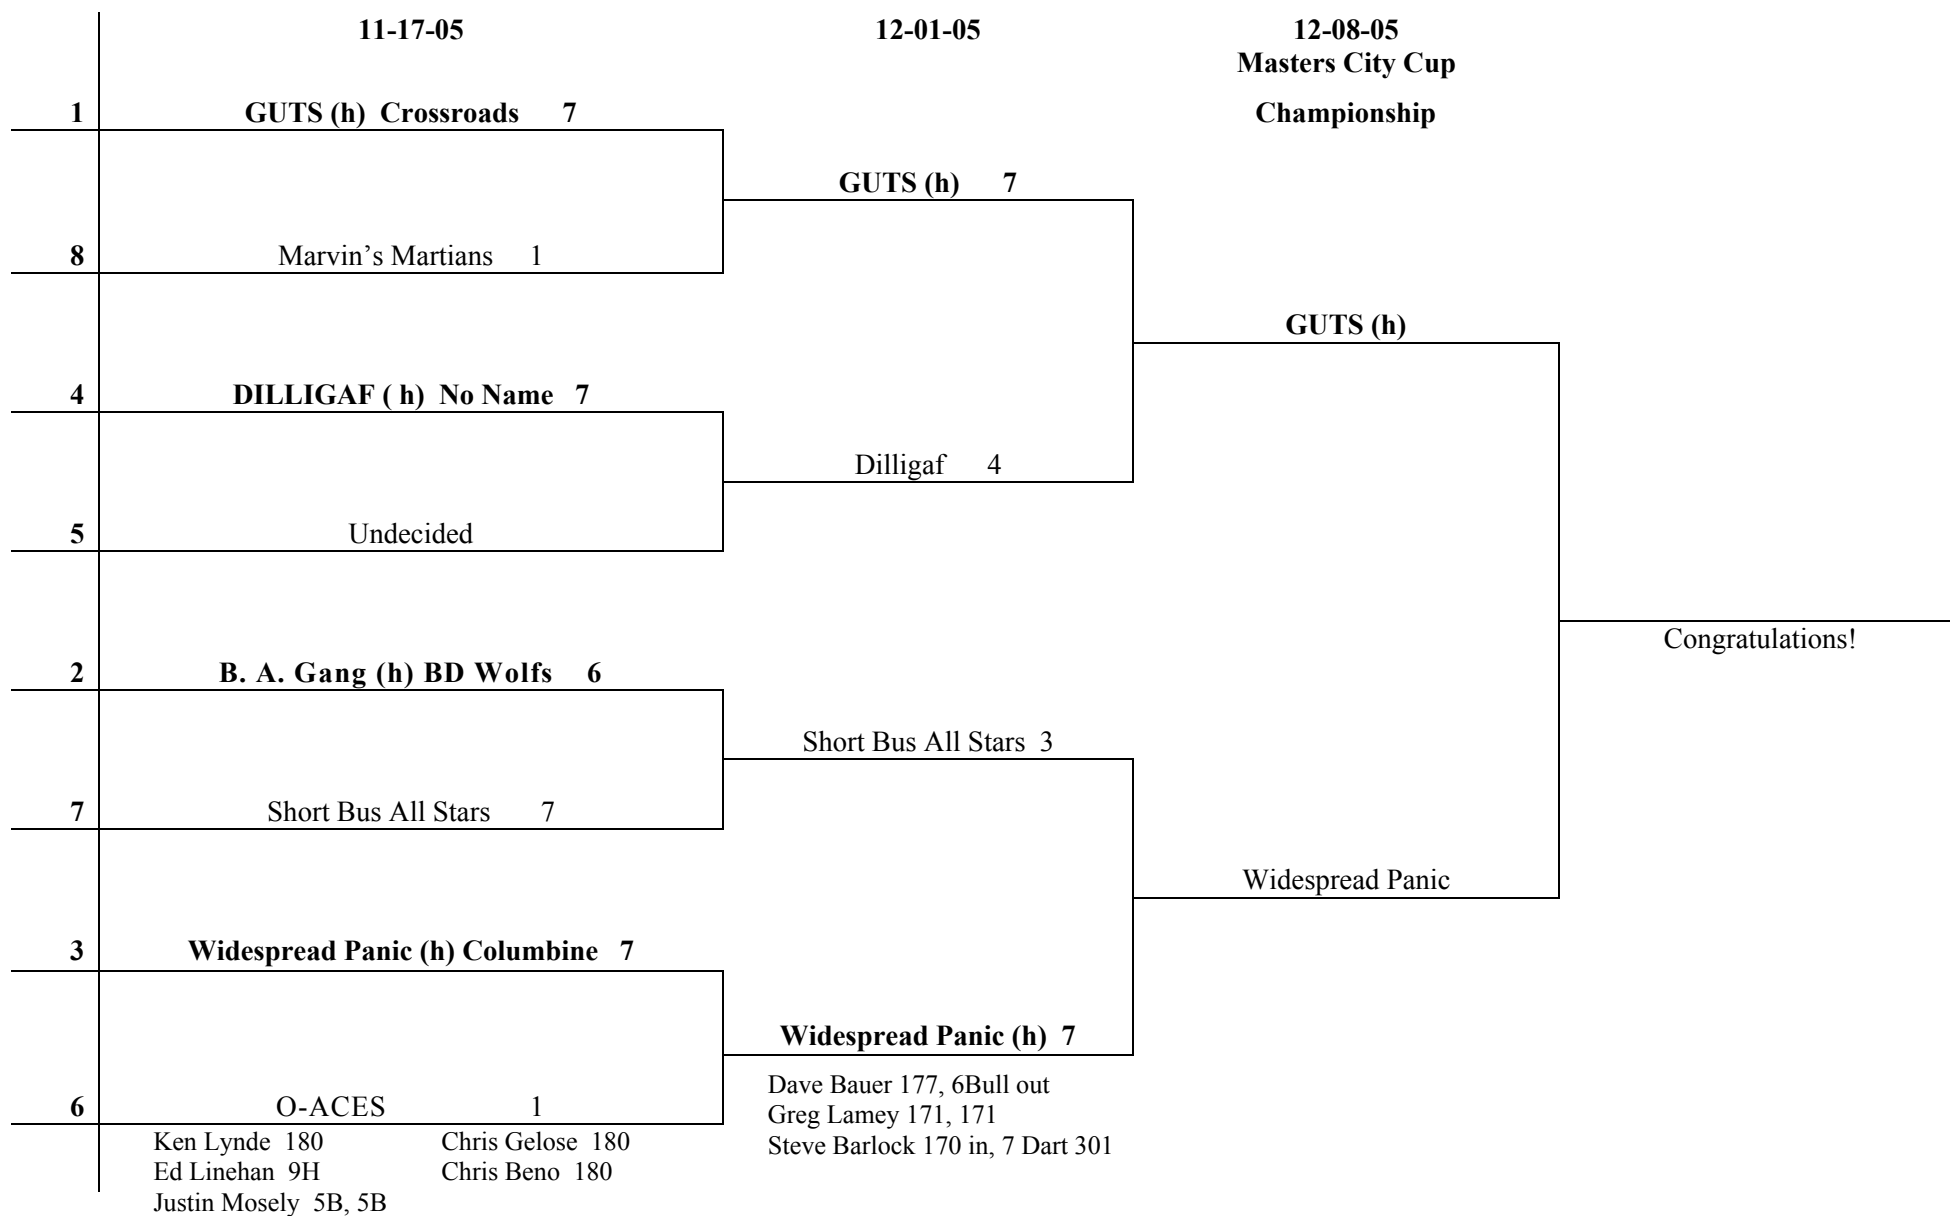 11-17-05 12-01-05 12-08-05
Masters City Cup
1 GUTS (h) Crossroads 7 Championship
GUTS (h) 7
8 Marvin’s Martians 1
GUTS (h)
4 DILLIGAF ( h) No Name 7
Dilligaf 4
5 Undecided
Congratulations!
2 B. A. Gang (h) BD Wolfs 6
Short Bus All Stars 3
7 Short Bus All Stars 7
Widespread Panic
3 Widespread Panic (h) Columbine 7
Widespread Panic (h) 7
Dave Bauer 177, 6Bull out
6 O-ACES 1
Greg Lamey 171, 171
Ken Lynde 180 Chris Gelose 180
Steve Barlock 170 in, 7 Dart 301
Ed Linehan 9H Chris Beno 180
Justin Mosely 5B, 5B